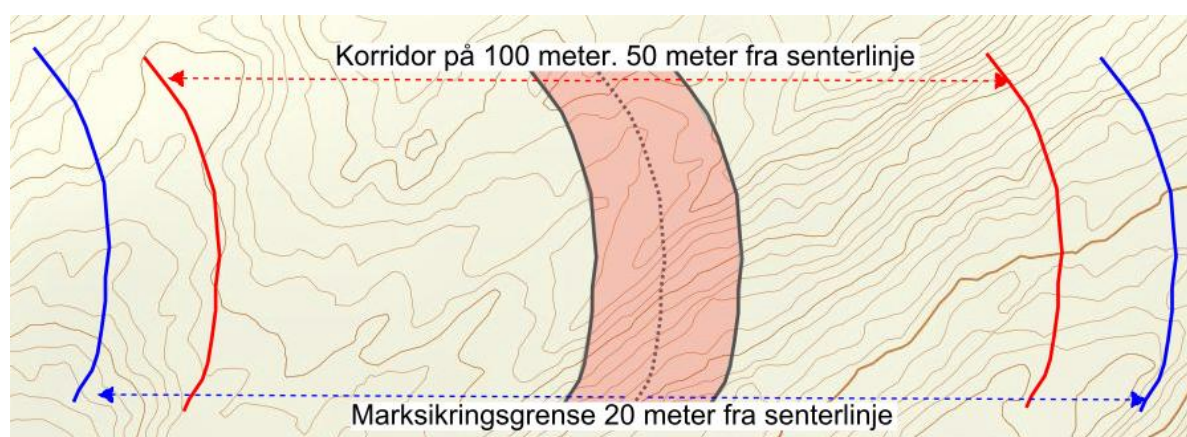 Korridor på 100 meter. 50 meter fra senterlinje
Marksikringsgrense 20 meter fra senterlinje